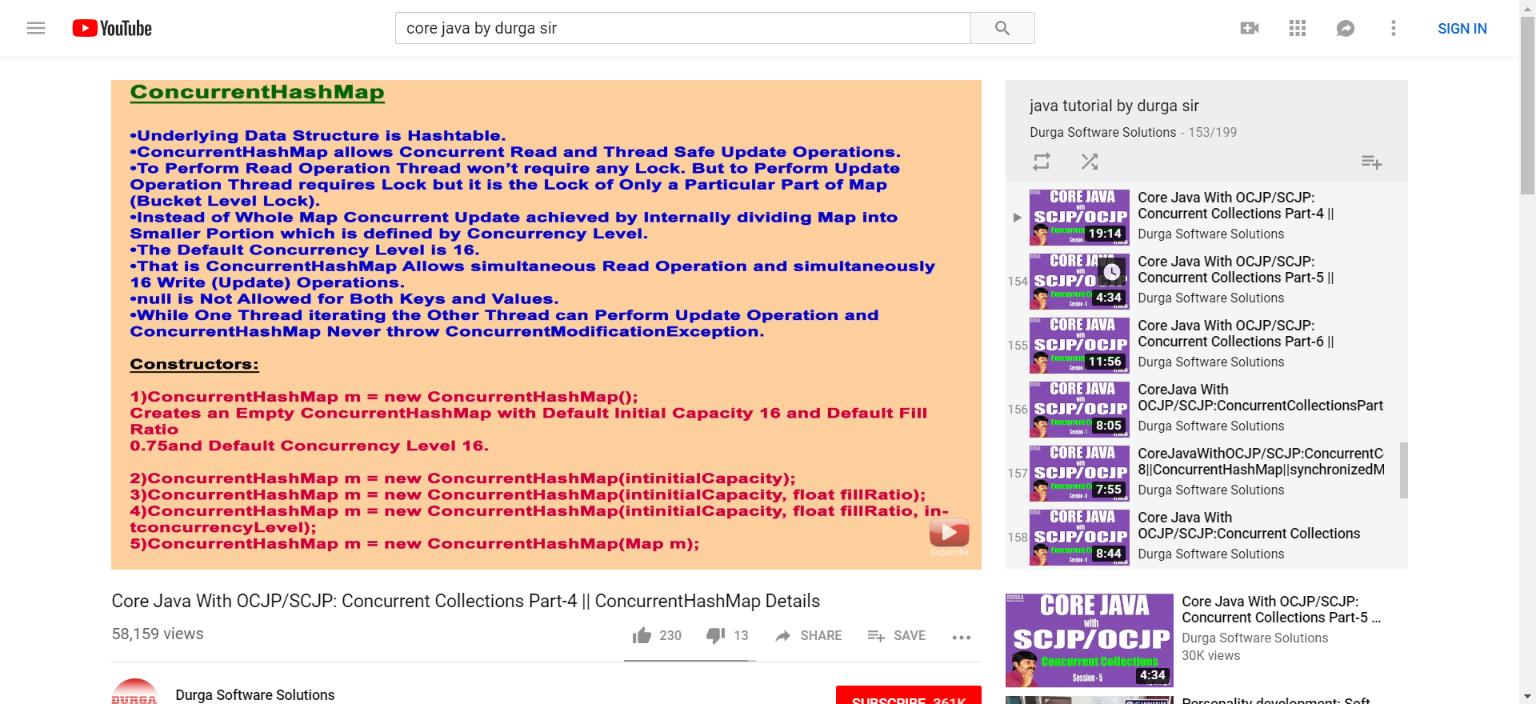 YouTube
core java by durga sir
SIGN IN
ConcurrentHashMap
•Underlying Data Structure is Hashtable.
•ConcurrentHashMap allows Concurrent Read and Thread Safe Update Operations.
•To Perform Read Operation Thread won't require any Lock. But to Perform Update
Operation Thread requires Lock but it is the Lock of Only a Particular Part of Map
(Bucket Level Lock).
•Instead of Whole Map Concurrent Update achieved by Internally dividing Map into
Smaller Portion which is defined by Concurrency Level.
•The Default Concurrency Level is 16.
•That is ConcurrentHashMap Allows simultaneous Read Operation and simultaneously
16 Write (Update) Operations.
•null is Not Allowed for Both Keys and Values.
•While One Thread iterating the Other Thread can Perform Update Operation and
ConcurrentHashMap Never throw ConcurrentModificationException.
Constructors:
1)ConcurrentHashMap m = new ConcurrentHashMap();
Creates an Empty ConcurrentHashMap with Default Initial Capacity 16 and Default Fill
Ratio
0.75and Default Concurrency Level 16.
2)ConcurrentHashMap m = new ConcurrentHashMap(intinitialCapacity);
3)ConcurrentHashMap m = new ConcurrentHashMap(intinitialCapacity, float fillRatio);
4)ConcurrentHashMap m = new ConcurrentHashMap(intinitialCapacity, float fillRatio, in-
tconcurrencyLevel);
5)ConcurrentHashMap m = new ConcurrentHashMap(Map m);
Subscribe
Core Java With OCJP/SCJP: Concurrent Collections Part-4 || ConcurrentHashMap Details
58,159 views
230
13
SHARE
SAVE
DURGA
Durga Software Solutions
SUBSCRIBE 361K
java tutorial by durga sir
Durga Software Solutions - 153/199
CORE JAVA
with
SCJP/OCJP
19:14
Core Java With OCJP/SCJP:
Concurrent Collections Part-4 ||
Durga Software Solutions
154
CORE JAVA
SCJP/OCJP
4:34
Core Java With OCJP/SCJP:
Concurrent Collections Part-5 ||
Durga Software Solutions
155
CORE JAVA
with
SCJP/OCJP
11:56
Core Java With OCJP/SCJP:
Concurrent Collections Part-6 ||
Durga Software Solutions
156
CORE JAVA
with
SCJP/OCJP
8:05
CoreJava With
OCJP/SCJP:ConcurrentCollectionsPart
Durga Software Solutions
157
CORE JAVA
with
SCJP/OCJP
7:55
CoreJavaWithOCJP/SCJP:ConcurrentCo
8||ConcurrentHashMap||synchronizedM
Durga Software Solutions
158
CORE JAVA
with
SCJP/OCJP
8:44
Core Java With
OCJP/SCJP:Concurrent Collections
Durga Software Solutions
CORE JAVA
with
SCJP/OCJP
Concurrent Collections
Session - 5
4:34
Core Java With OCJP/SCJP:
Concurrent Collections Part-5 ...
Durga Software Solutions
30K views
Personality development: Soft